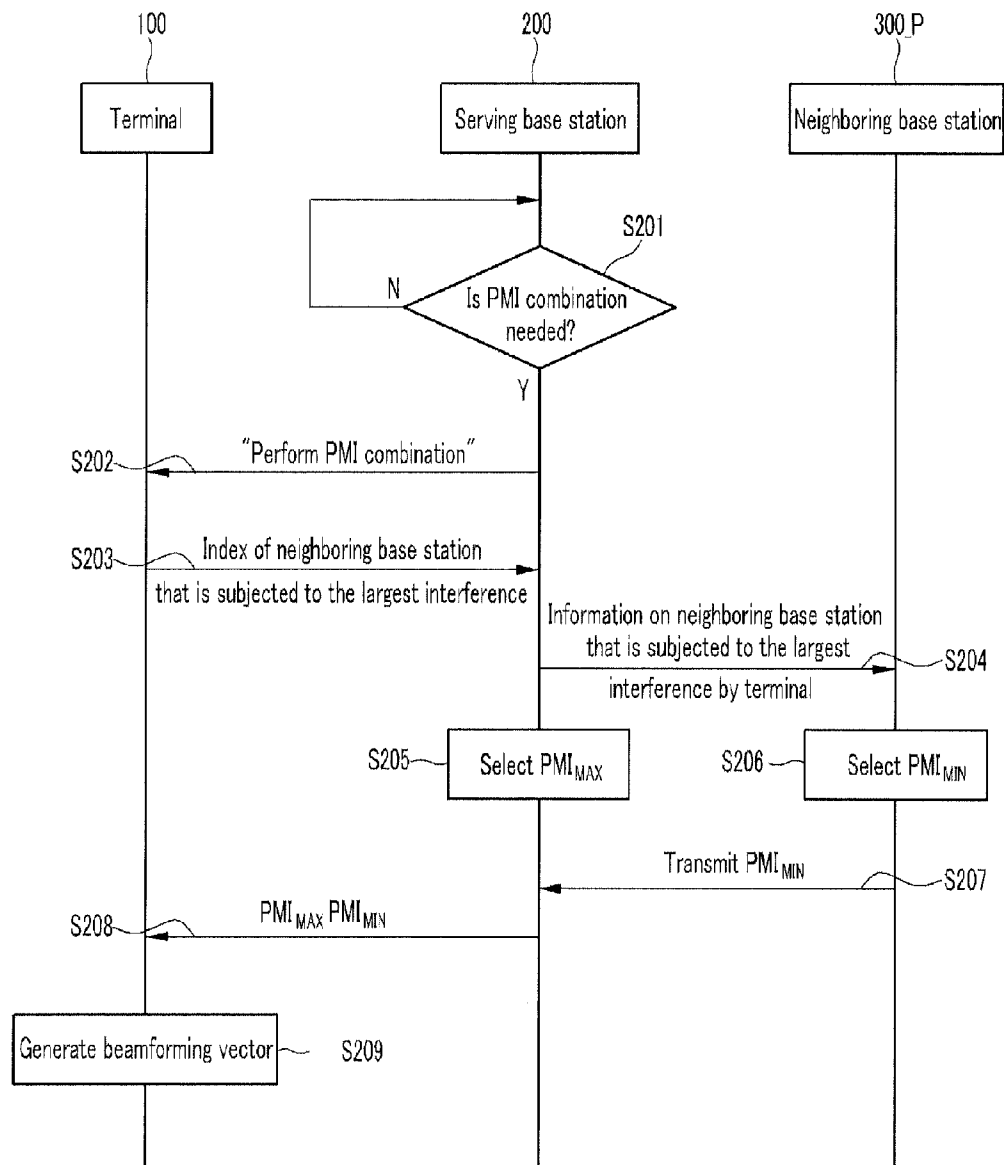 100
200
300_P
Terminal
Serving base station
Neighboring base station
S201
N
Is PMI combination
needed?
Y
S202
"Perform PMI combination"
S203
Index of neighboring base station
that is subjected to the largest interference
Information on neighboring base station
that is subjected to the largest
interference by terminal
S204
S205
Select PMI_MAX
S206
Select PMI_MIN
Transmit PMI_MIN
S207
S208
PMI_MAX PMI_MIN
Generate beamforming vector
S209